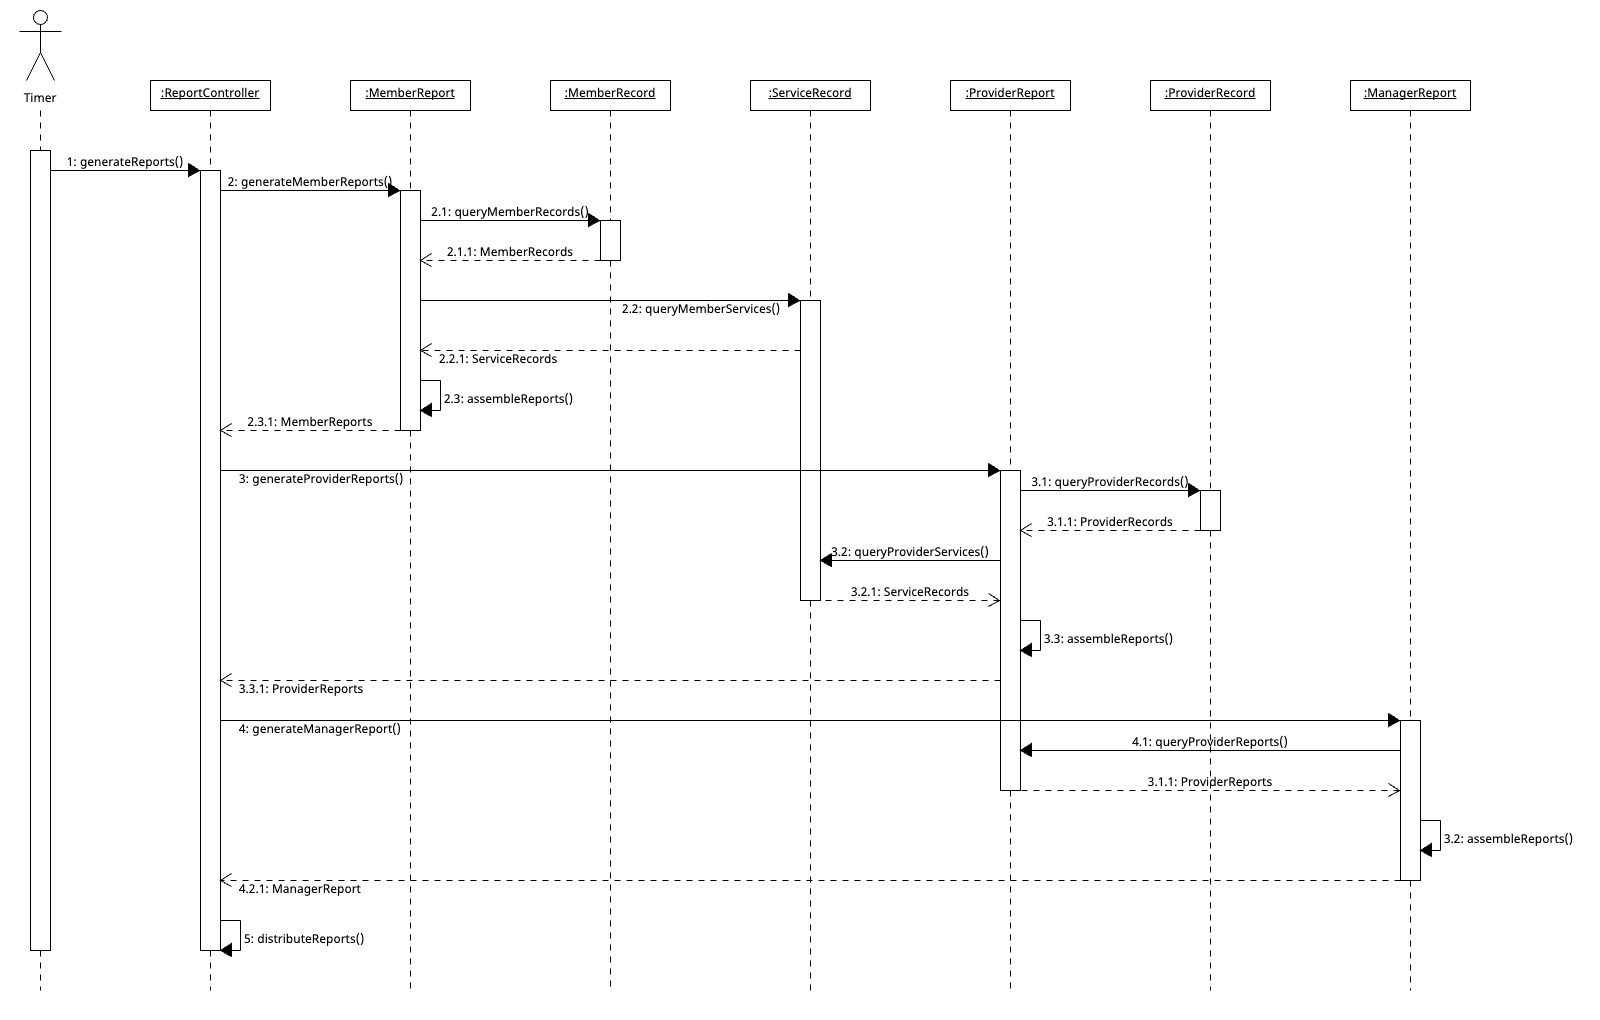 Timer
:ReportController
:MemberReport
:MemberRecord
:ServiceRecord
:ProviderReport
:ProviderRecord
:ManagerReport
1: generateReports()
2: generateMemberReports()
2.1: queryMemberRecords()
2.1.1: MemberRecords
2.2: queryMemberServices()
2.2.1: ServiceRecords
2.3: assembleReports()
2.3.1: MemberReports
3: generateProviderReports()
3.1: queryProviderRecords()
3.1.1: ProviderRecords
3.2: queryProviderServices()
3.2.1: ServiceRecords
3.3: assembleReports()
3.3.1: ProviderReports
4: generateManagerReport()
4.1: queryProviderReports()
3.1.1: ProviderReports
3.2: assembleReports()
4.2.1: ManagerReport
5: distributeReports()